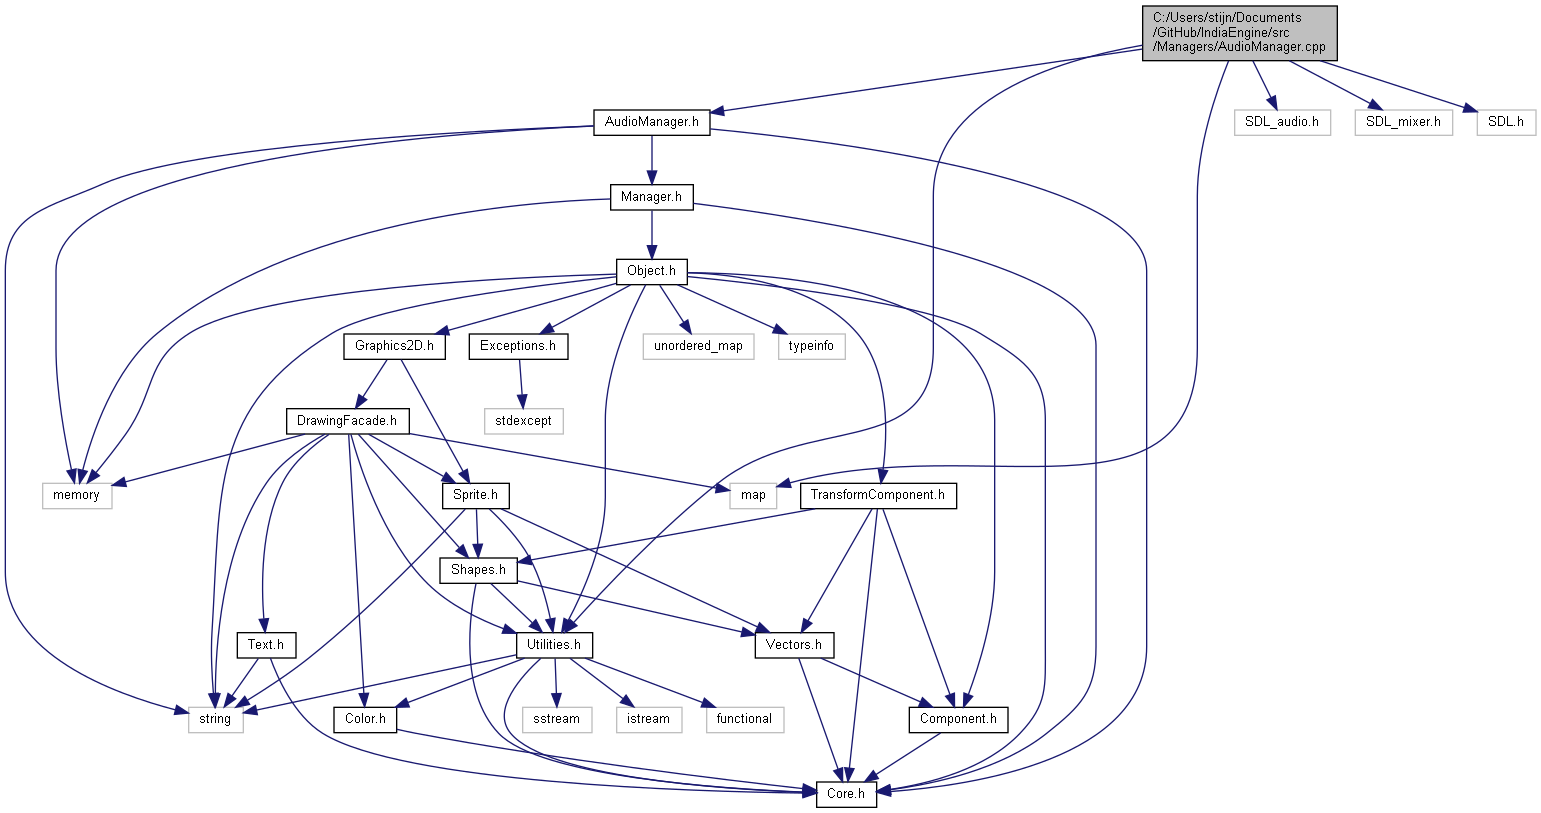 C:/Users/stijn/Documents
/GitHub/IndiaEngine/src
/Managers/AudioManager.cpp
AudioManager.h
SDL_audio.h
SDL_mixer.h
SDL.h
Manager.h
Object.h
Graphics2D.h
Exceptions.h
unordered_map
typeinfo
DrawingFacade.h
stdexcept
memory
Sprite.h
map
TransformComponent.h
Shapes.h
Text.h
Utilities.h
Vectors.h
string
Color.h
sstream
istream
functional
Component.h
Core.h